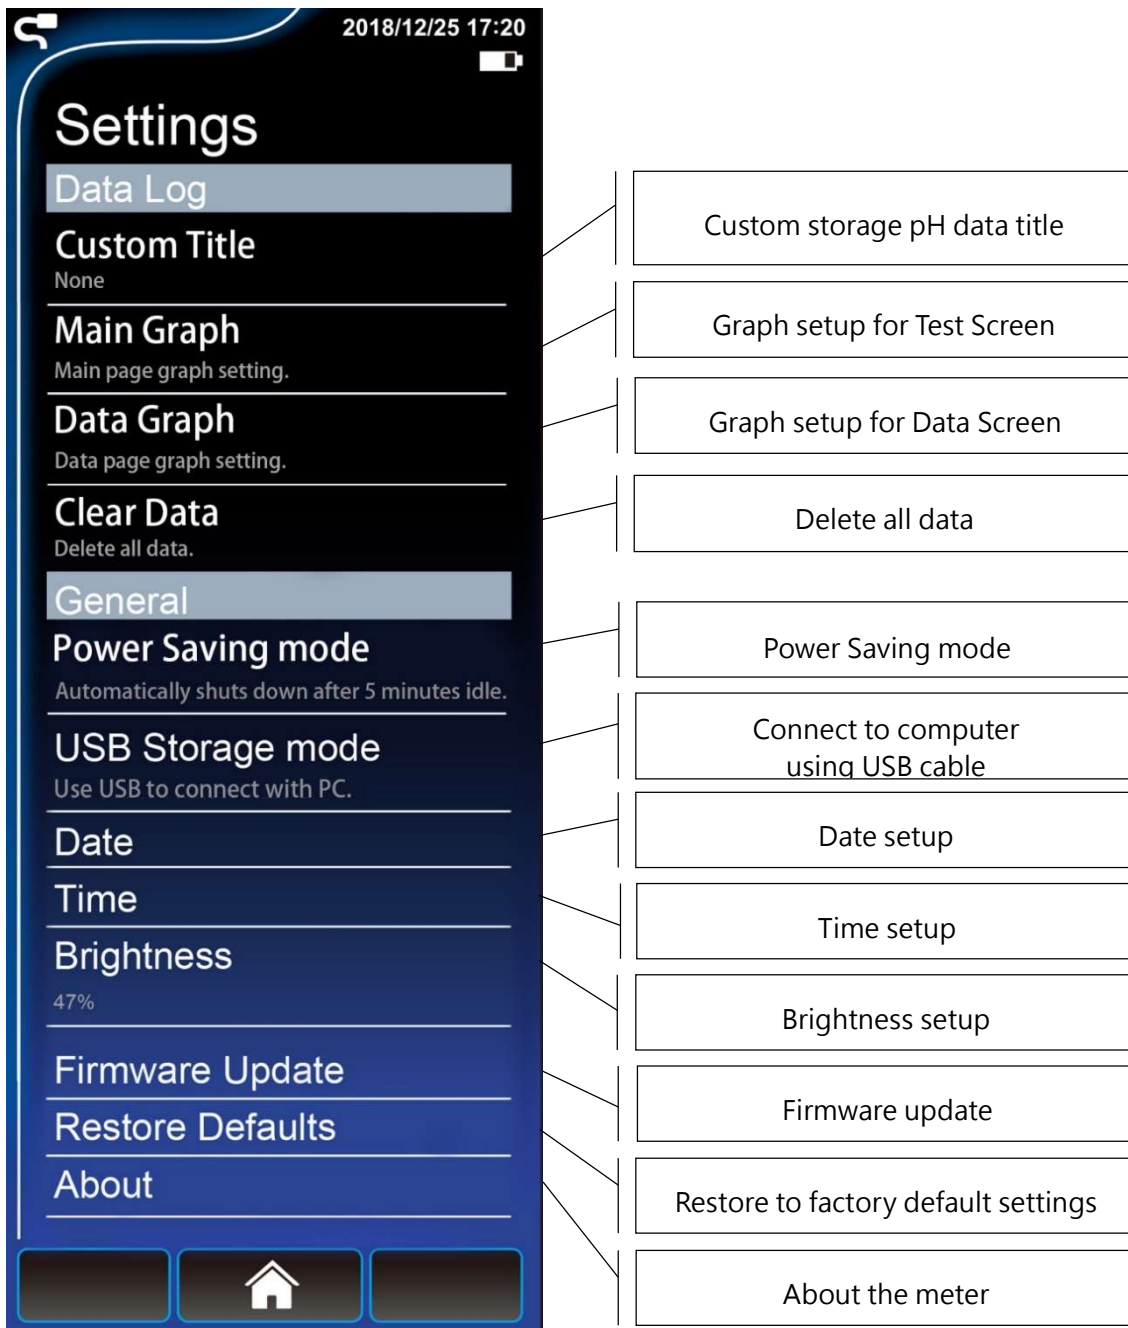 2018/12/25 17:20
Settings
Data Log
Custom Title
None
Main Graph
Main page graph setting.
Data Graph
Data page graph setting.
Clear Data
Delete all data.
General
Power Saving mode
Automatically shuts down after 5 minutes idle.
USB Storage mode
Use USB to connect with PC.
Date
Time
Brightness
47%
Firmware Update
Restore Defaults
About
Custom storage pH data title
Graph setup for Test Screen
Graph setup for Data Screen
Delete all data
Power Saving mode
Connect to computer
using USB cable
Date setup
Time setup
Brightness setup
Firmware update
Restore to factory default settings
About the meter